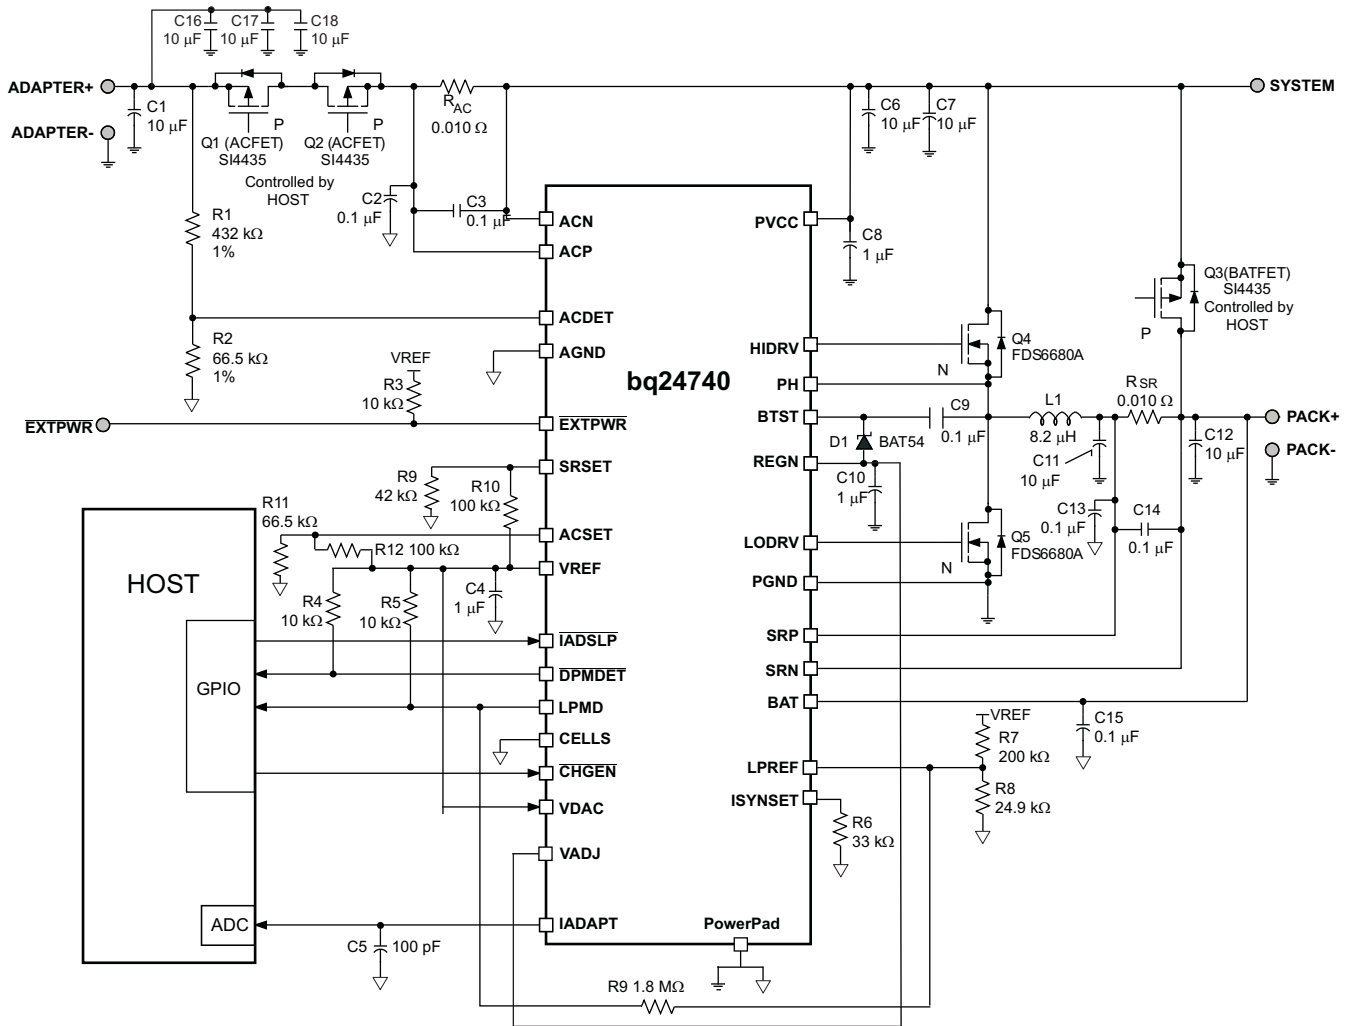 C16
10 µF
C17
10 µF
C18
10 µF
ADAPTER+
C1
10 µF
ADAPTER-
P
Q1 (ACFET)
SI4435
P
Q2 (ACFET)
SI4435
Controlled by
HOST
RAC
0.010 Ω
C6
10 µF
C7
10 µF
SYSTEM
C2
0.1 µF
C3
0.1 µF
R1
432 kΩ
1%
R2
66.5 kΩ
1%
VREF
R3
10 kΩ
EXTPWR
R9
42 kΩ
R10
100 kΩ
R11
66.5 kΩ
R12 100 kΩ
R4
10 kΩ
R5
10 kΩ
C4
1 µF
HOST
GPIO
ADC
C5
100 pF
bq24740
ACN
ACP
ACDET
AGND
EXTPWR
SRSET
ACSET
VREF
IADSLP
DPMDET
LPMD
CELLS
CHGEN
VDAC
VADJ
IADAPT
PVCC
HIDRV
PH
BTST
REGN
LODRV
PGND
SRP
SRN
BAT
LPREF
ISYNSET
PowerPad
C8
1 µF
Q3(BATFET)
SI4435
Controlled by
HOST
P
Q4
FDS6680A
N
C9
0.1 µF
D1
BAT54
C10
1 µF
L1
8.2 µH
RSR
0.010 Ω
C11
10 µF
C12
10 µF
PACK+
PACK-
C13
0.1 µF
C14
0.1 µF
Q5
FDS6680A
N
C15
0.1 µF
VREF
R7
200 kΩ
R8
24.9 kΩ
R6
33 kΩ
R9 1.8 MΩ